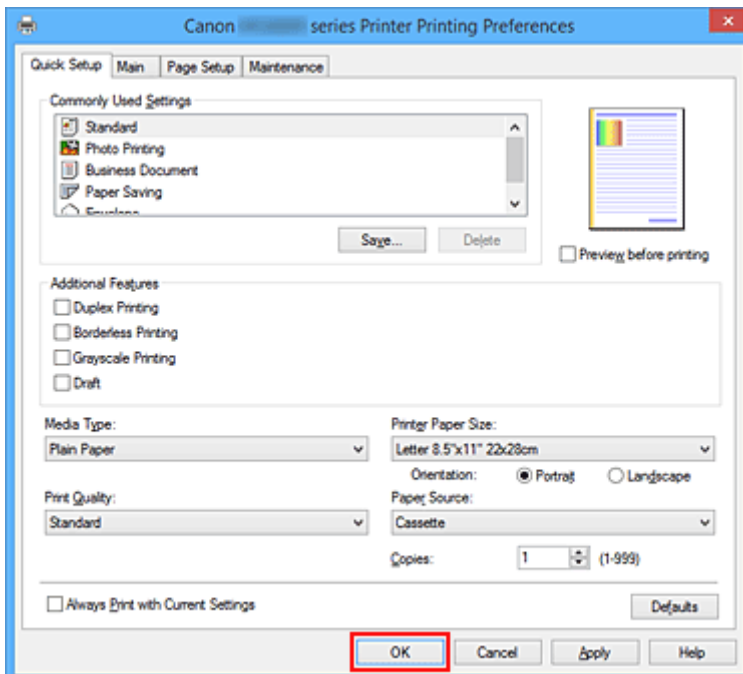 Canon series Printer Printing Preferences
Quick Setup Main Page Setup Maintenance
Commonly Used Settings
Standard
Photo Printing
Business Document
Paper Saving
Envelope
Save... Delete
Preview before printing
Additional Features
Duplex Printing
Borderless Printing
Grayscale Printing
Draft
Media Type: Printer Paper Size:
Plain Paper Letter 8.5"x11" 22x28cm
Orientation: Portrait Landscape
Print Quality: Paper Source:
Standard Cassette
Copies: 1 (1-999)
Always Print with Current Settings Defaults
OK Cancel Apply Help